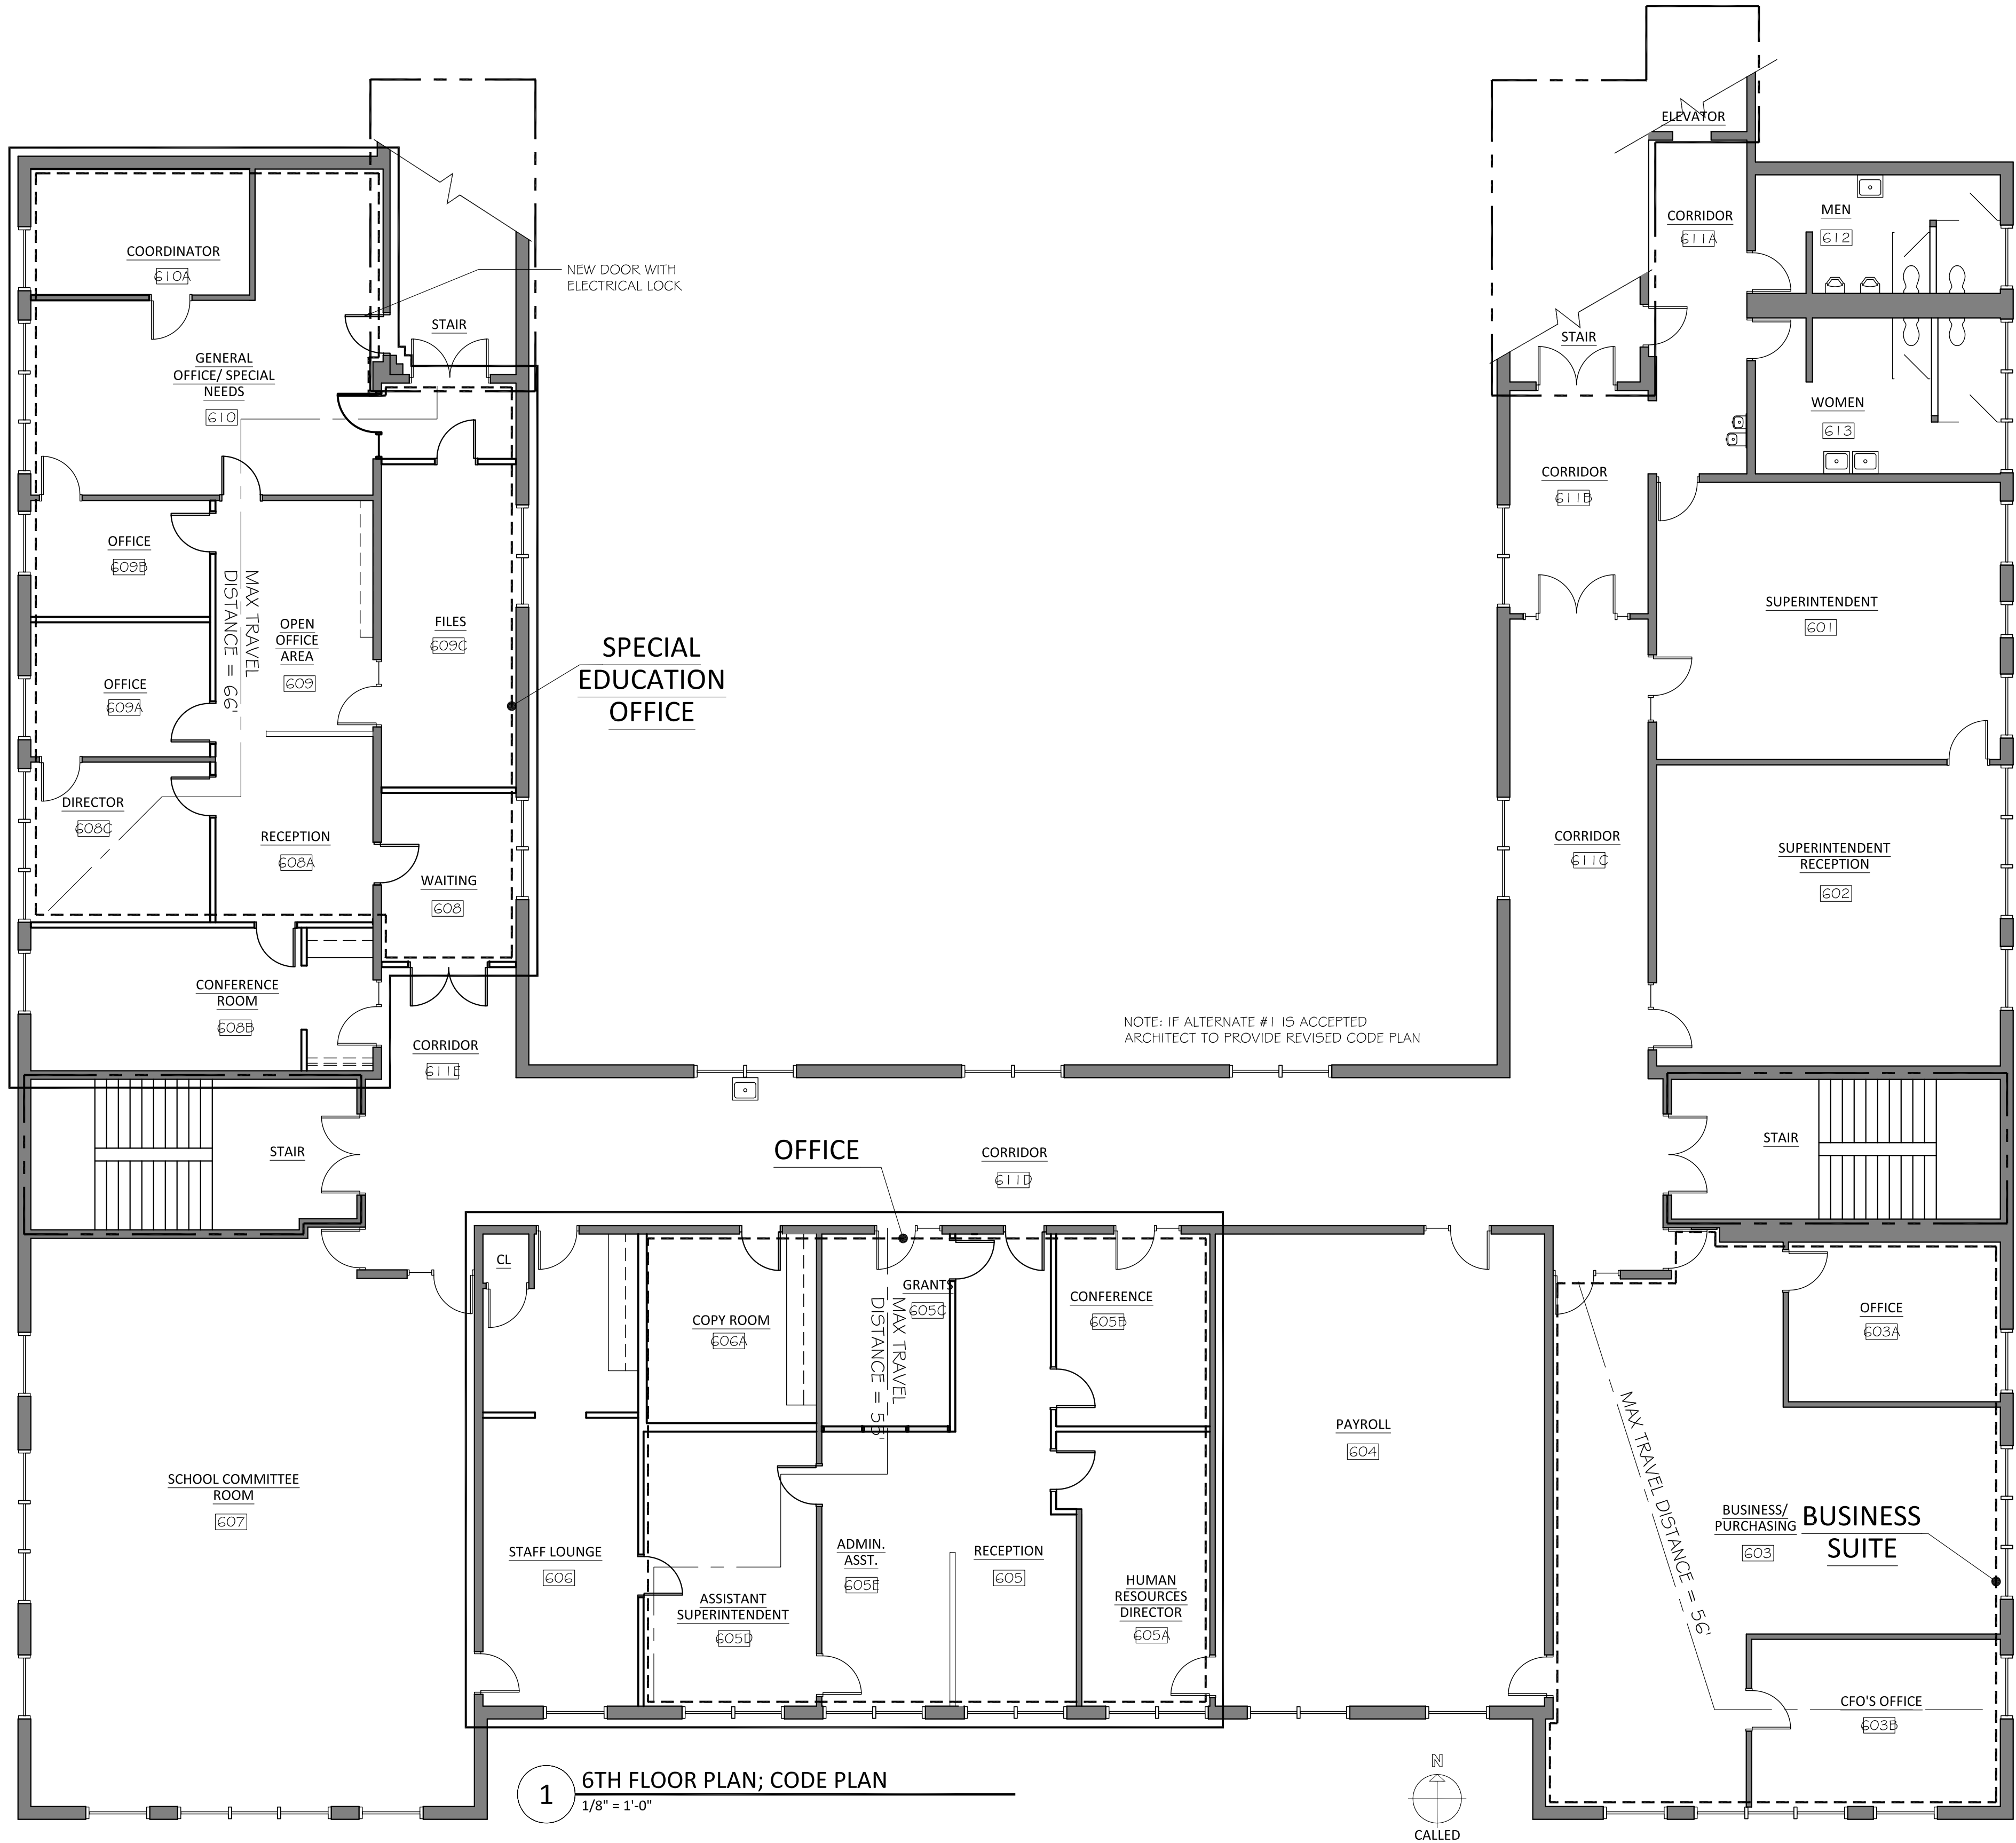 ELEVATOR
CORRIDOR
611A
MEN
612
COORDINATOR
610A
NEW DOOR WITH
ELECTRICAL LOCK
STAIR
STAIR
GENERAL
OFFICE/ SPECIAL
NEEDS
610
WOMEN
613
CORRIDOR
611B
OFFICE
609B
MAX TRAVEL
DISTANCE = 66'
OPEN
OFFICE
AREA
609
FILES
609C
SPECIAL
EDUCATION
OFFICE
SUPERINTENDENT
601
OFFICE
609A
DIRECTOR
608C
RECEPTION
608A
WAITING
608
CORRIDOR
611C
SUPERINTENDENT
RECEPTION
602
CONFERENCE
ROOM
608B
CORRIDOR
611E
NOTE: IF ALTERNATE #1 IS ACCEPTED
ARCHITECT TO PROVIDE REVISED CODE PLAN
STAIR
OFFICE
CORRIDOR
611D
STAIR
CL
GRANTS
605C
COPY ROOM
606A
MAX TRAVEL
DISTANCE = 55'
CONFERENCE
605B
OFFICE
603A
PAYROLL
604
MAX TRAVEL DISTANCE = 56'
SCHOOL COMMITTEE
ROOM
607
BUSINESS/
PURCHASING
603
BUSINESS
SUITE
STAFF LOUNGE
606
ADMIN.
ASST.
605E
RECEPTION
605
ASSISTANT
SUPERINTENDENT
605D
HUMAN
RESOURCES
DIRECTOR
605A
CFO'S OFFICE
603B
1
6TH FLOOR PLAN; CODE PLAN
1/8" = 1'-0"
N
CALLED